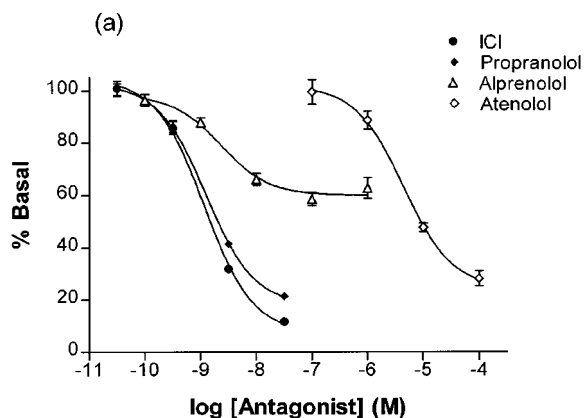 (a)
ICI
Propranolol
Alprenolol
Atenolol
100
80
60
40
20
0
-11 -10 -9 -8 -7 -6 -5 -4 -3
% Basal
log [Antagonist] (M)